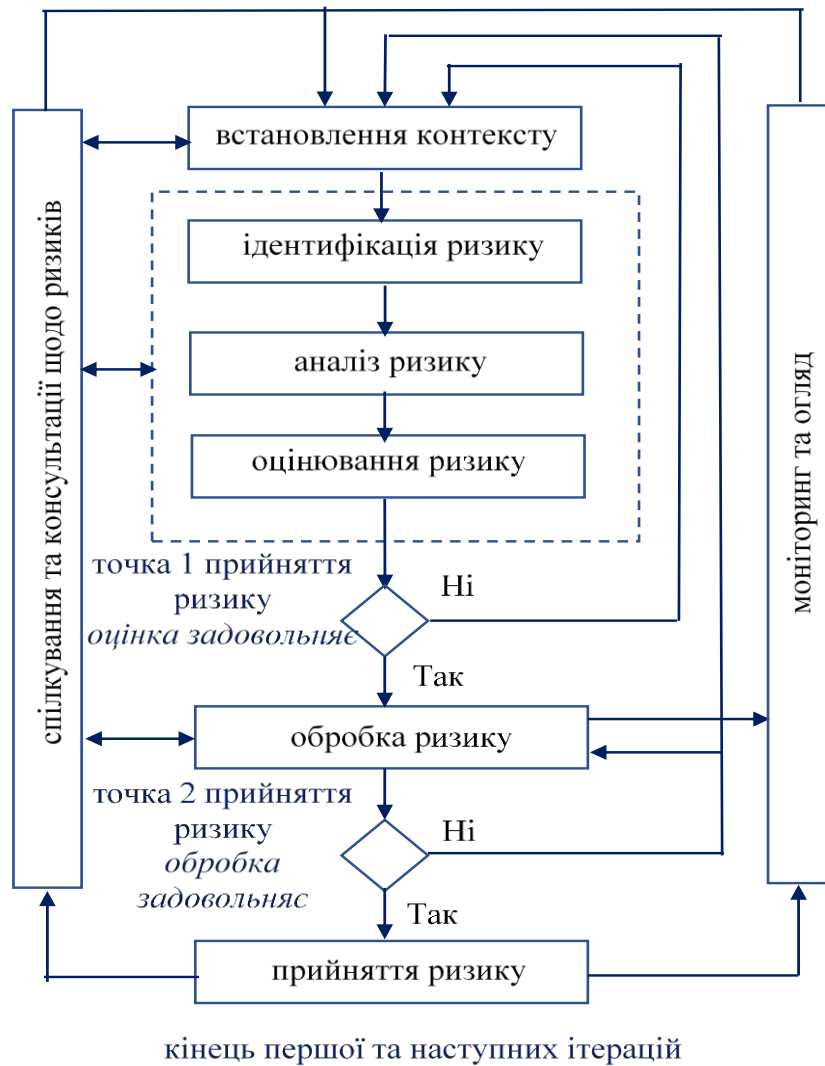 встановлення контексту
ідентифікація ризику
аналіз ризику
оцінювання ризику
точка 1 прийняття
ризику
оцінка задовольняє
Ні
Так
обробка ризику
точка 2 прийняття
ризику
обробка
задовольняє
Ні
Так
прийняття ризику
кінець першої та наступних ітерацій
спілкування та консультації щодо ризиків
моніторинг та огляд